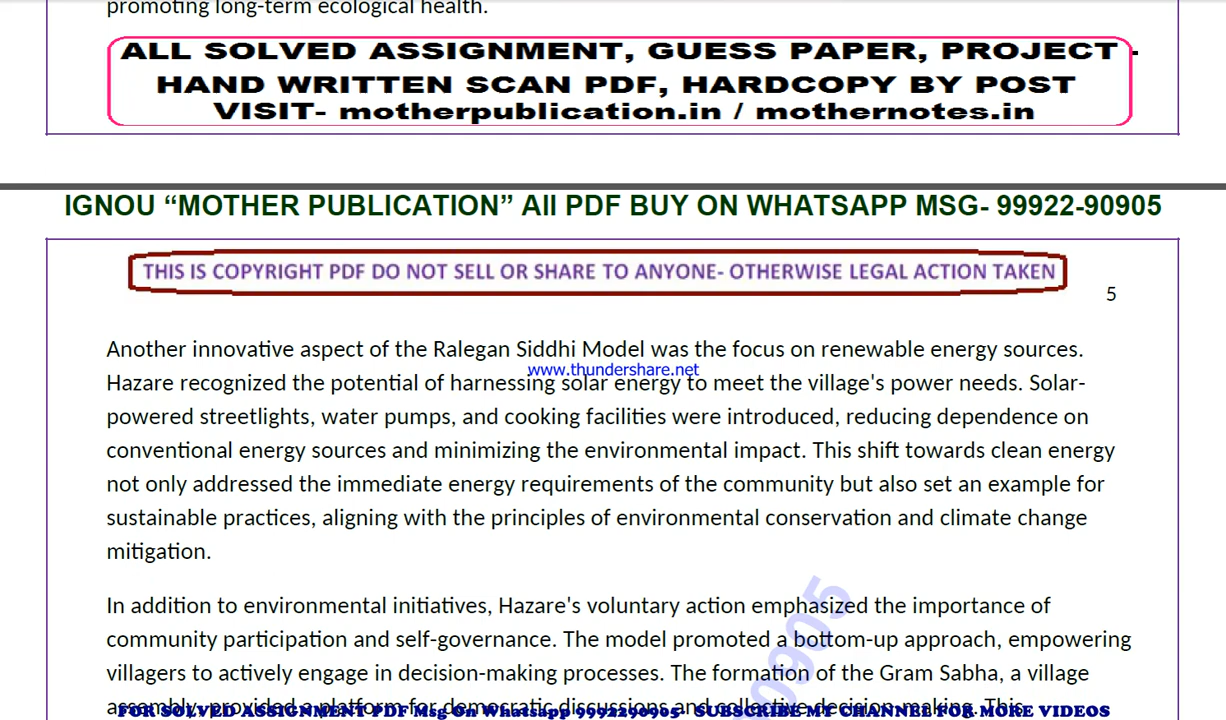 promoting long-term ecological health.
ALL SOLVED ASSIGNMENT, GUESS PAPER, PROJECT -
HAND WRITTEN SCAN PDF, HARDCOPY BY POST
VISIT- motherpublication.in / mothernotes.in
IGNOU “MOTHER PUBLICATION” All PDF BUY ON WHATSAPP MSG- 99922-90905
THIS IS COPYRIGHT PDF DO NOT SELL OR SHARE TO ANYONE- OTHERWISE LEGAL ACTION TAKEN
5
Another innovative aspect of the Ralegan Siddhi Model was the focus on renewable energy sources.
www.thundershare.net
Hazare recognized the potential of harnessing solar energy to meet the village's power needs. Solar-
powered streetlights, water pumps, and cooking facilities were introduced, reducing dependence on
conventional energy sources and minimizing the environmental impact. This shift towards clean energy
not only addressed the immediate energy requirements of the community but also set an example for
sustainable practices, aligning with the principles of environmental conservation and climate change
mitigation.
In addition to environmental initiatives, Hazare's voluntary action emphasized the importance of
community participation and self-governance. The model promoted a bottom-up approach, empowering
villagers to actively engage in decision-making processes. The formation of the Gram Sabha, a village
assembly, provided a platform for democratic discussions and collective decision-making. This
FOR SOLVED ASSIGNMENT PDF Msg On Whatsapp 9992290905- SUBSCRIBE MY CHANNEL FOR MORE VIDEOS
0905